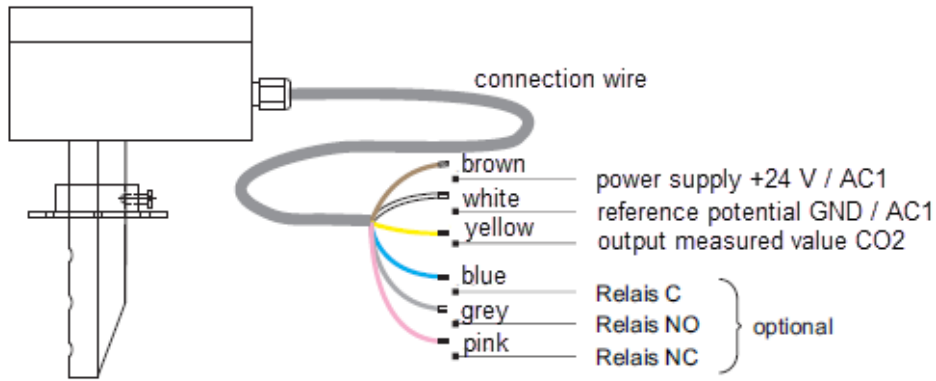 connection wire
brown
power supply +24 V / AC1
white
reference potential GND / AC1
yellow
output measured value CO2
blue
Relais C
grey
Relais NO
optional
pink
Relais NC